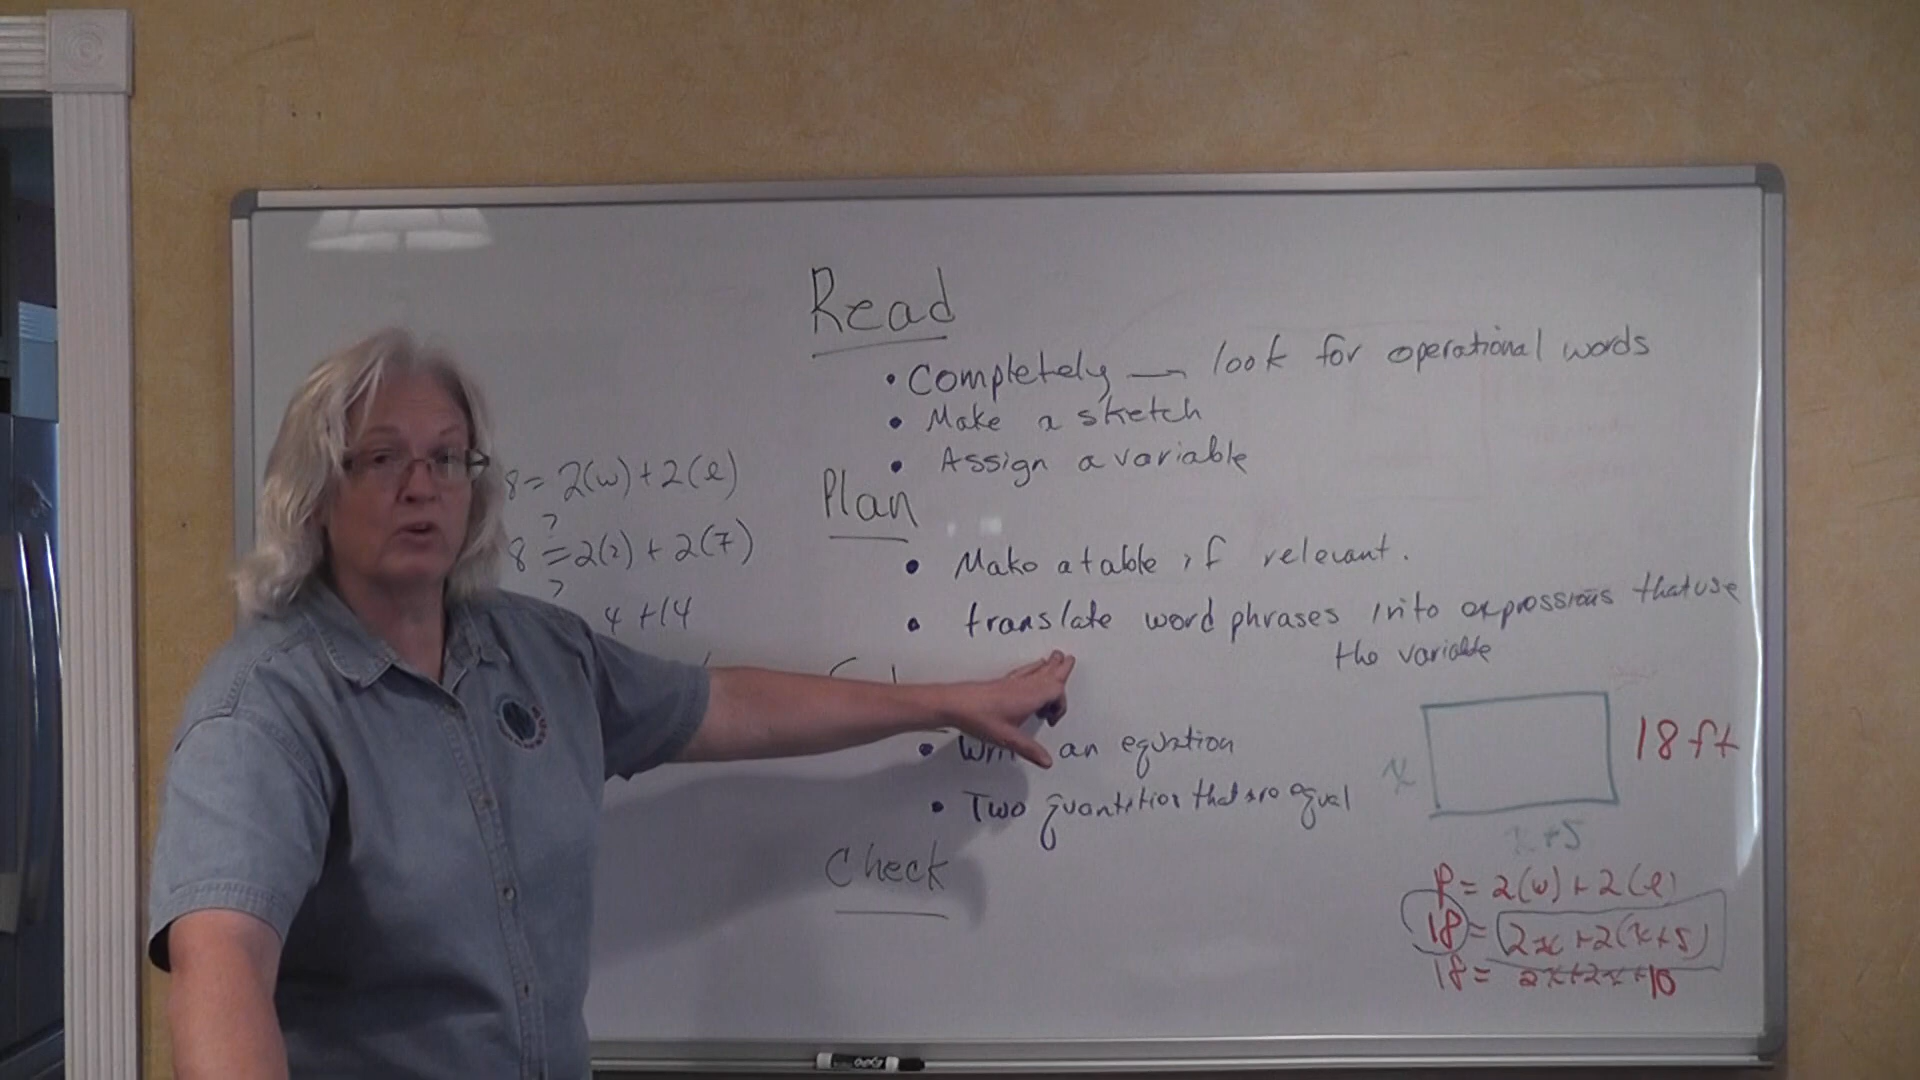 Read
• Completely — look for operational words
• Make a sketch
• Assign a variable
Plan
• Make a table if relevant.
• translate word phrases into expressions that use
the variable
• an equation
• Two quantities that are equal
Check
8 = 2(w) + 2(l)
?
8 = 2(2) + 2(7)
?
4 + 14
18 ft
x
x + 5
P = 2(w) + 2(l)
18 = 2x + 2(x + 5)
18 = 2x + 2x + 10